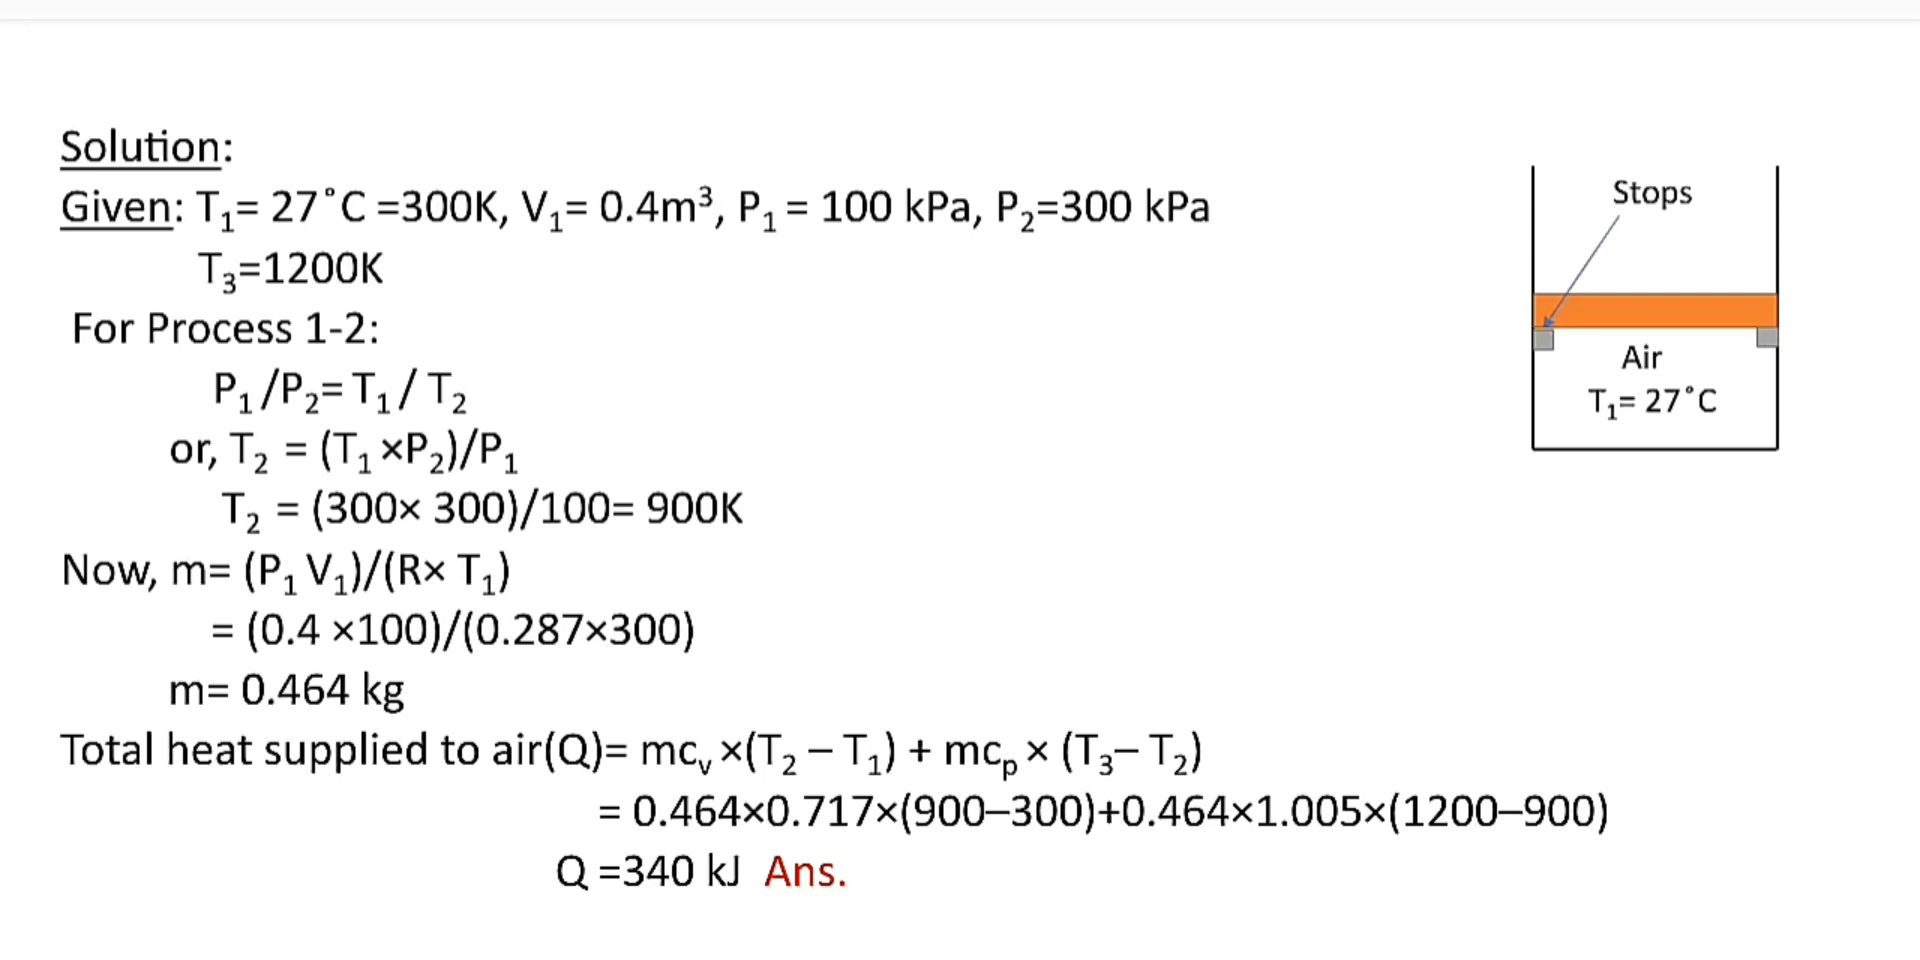 Solution:
Given: T₁= 27°C =300K, V₁= 0.4m³, P₁ = 100 kPa, P₂=300 kPa
T₃=1200K
For Process 1-2:
P₁ /P₂= T₁ / T₂
or, T₂ = (T₁ ×P₂)/P₁
T₂ = (300× 300)/100= 900K
Now, m= (P₁ V₁)/(R× T₁)
= (0.4 ×100)/(0.287×300)
m= 0.464 kg
Total heat supplied to air(Q)= mcᵥ ×(T₂ – T₁) + mcₚ × (T₃– T₂)
= 0.464×0.717×(900–300)+0.464×1.005×(1200–900)
Q =340 kJ Ans.
Stops
Air
T₁= 27°C